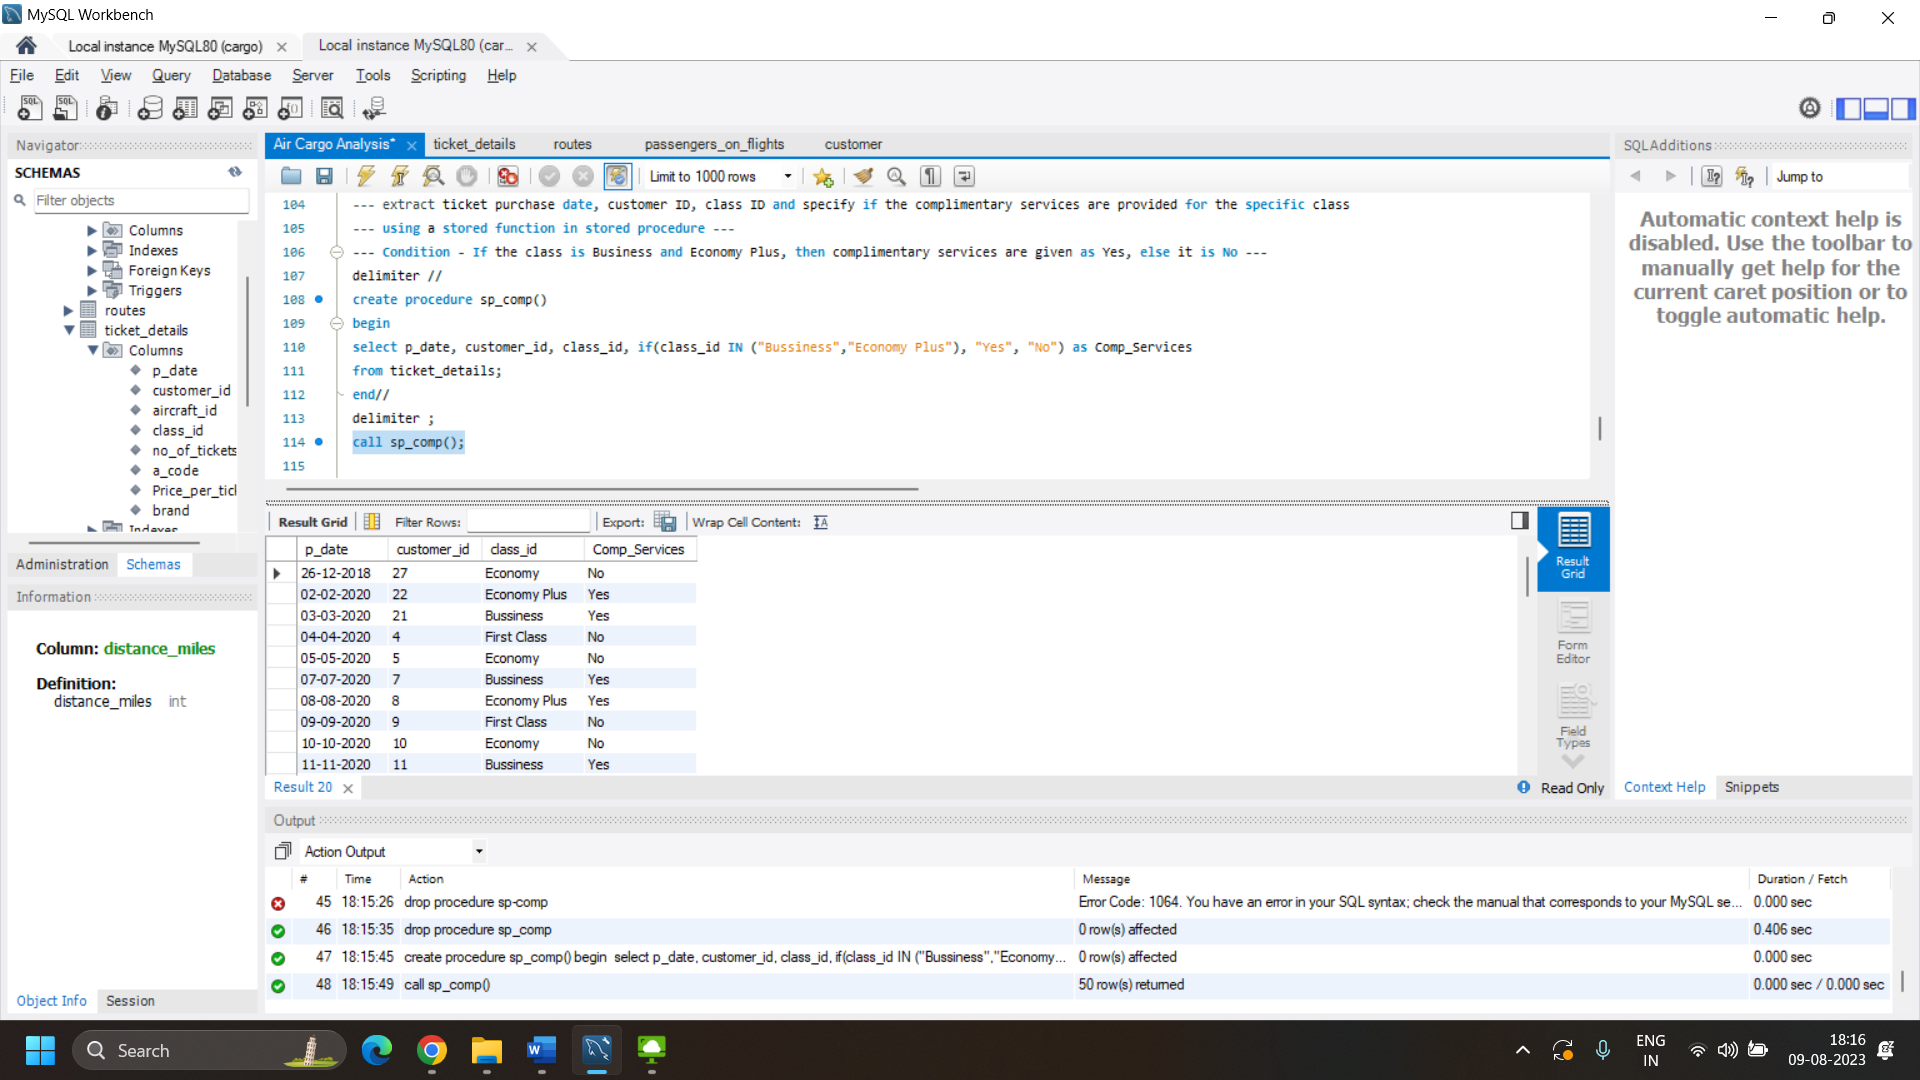 MySQL Workbench
Local instance MySQL80 (cargo)
Local instance MySQL80 (car...
File Edit View Query Database Server Tools Scripting Help
Navigator
SCHEMAS
Filter objects
Columns
Indexes
Foreign Keys
Triggers
routes
ticket_details
Columns
p_date
customer_id
aircraft_id
class_id
no_of_tickets
a_code
Price_per_ticl
brand
Indexes
Administration Schemas
Information
Column: distance_miles
Definition:
distance_miles int
Object Info Session
Air Cargo Analysis* ticket_details routes passengers_on_flights customer
Limit to 1000 rows
104 --- extract ticket purchase date, customer ID, class ID and specify if the complimentary services are provided for the specific class
105 --- using a stored function in stored procedure ---
106 --- Condition - If the class is Business and Economy Plus, then complimentary services are given as Yes, else it is No ---
107 delimiter //
108 create procedure sp_comp()
109 begin
110 select p_date, customer_id, class_id, if(class_id IN ("Bussiness","Economy Plus"), "Yes", "No") as Comp_Services
111 from ticket_details;
112 end//
113 delimiter ;
114 call sp_comp();
115
Result Grid Filter Rows: Export: Wrap Cell Content:
p_date customer_id class_id Comp_Services
26-12-2018 27 Economy No
02-02-2020 22 Economy Plus Yes
03-03-2020 21 Bussiness Yes
04-04-2020 4 First Class No
05-05-2020 5 Economy No
07-07-2020 7 Bussiness Yes
08-08-2020 8 Economy Plus Yes
09-09-2020 9 First Class No
10-10-2020 10 Economy No
11-11-2020 11 Bussiness Yes
Result Grid
Form Editor
Field Types
Result 20
Read Only
SQLAdditions
Jump to
Automatic context help is
disabled. Use the toolbar to
manually get help for the
current caret position or to
toggle automatic help.
Context Help Snippets
Output
Action Output
# Time Action Message Duration / Fetch
45 18:15:26 drop procedure sp-comp Error Code: 1064. You have an error in your SQL syntax; check the manual that corresponds to your MySQL se... 0.000 sec
46 18:15:35 drop procedure sp_comp 0 row(s) affected 0.406 sec
47 18:15:45 create procedure sp_comp() begin select p_date, customer_id, class_id, if(class_id IN ("Bussiness","Economy... 0 row(s) affected 0.000 sec
48 18:15:49 call sp_comp() 50 row(s) returned 0.000 sec / 0.000 sec
Search
ENG
IN
18:16
09-08-2023